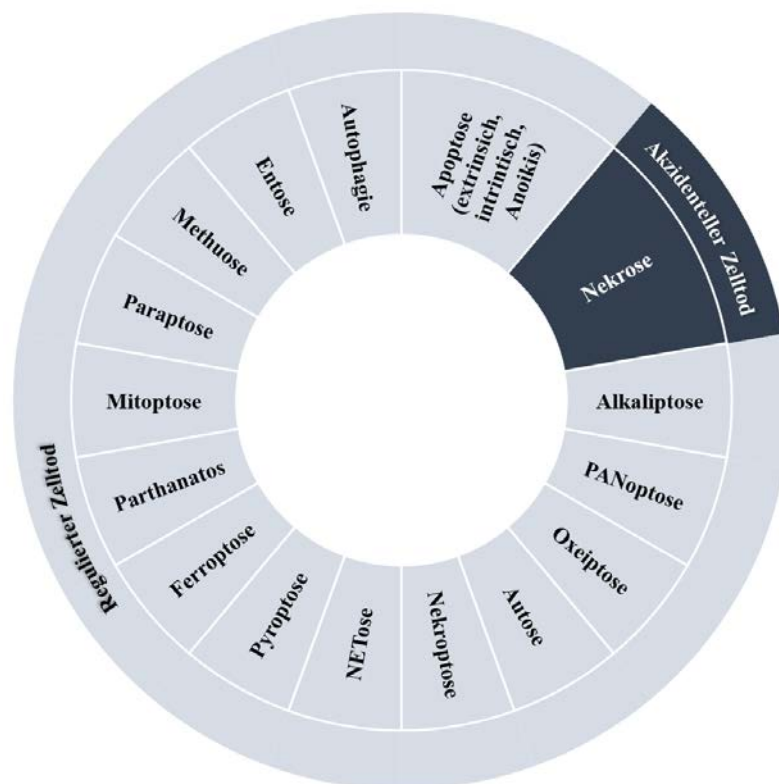 Apoptose
(extrinsich,
intrintisch,
Anoikis)
Akzidenteller Zelltod
Nekrose
Alkaliptose
PANoptose
Oxeiptose
Autose
Nekroptose
NETose
Pyroptose
Ferroptose
Parthanatos
Mitoptose
Paraptose
Methuose
Entose
Autophagie
Regulierter Zelltod